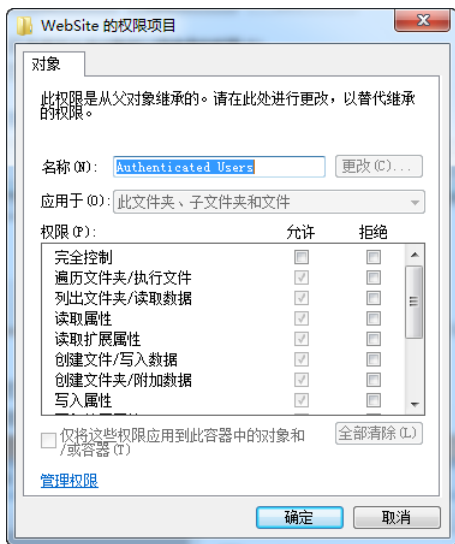 WebSite 的权限项目
对象
此权限是从父对象继承的。请在此处进行更改，以替代继承
的权限。
名称(N): Authenticated Users 更改(C)...
应用于(O): 此文件夹、子文件夹和文件
权限(P): 允许 拒绝
完全控制
遍历文件夹/执行文件
列出文件夹/读取数据
读取属性
读取扩展属性
创建文件/写入数据
创建文件夹/附加数据
写入属性
仅将这些权限应用到此容器中的对象和
/或容器(T)
全部清除(L)
管理权限
确定 取消